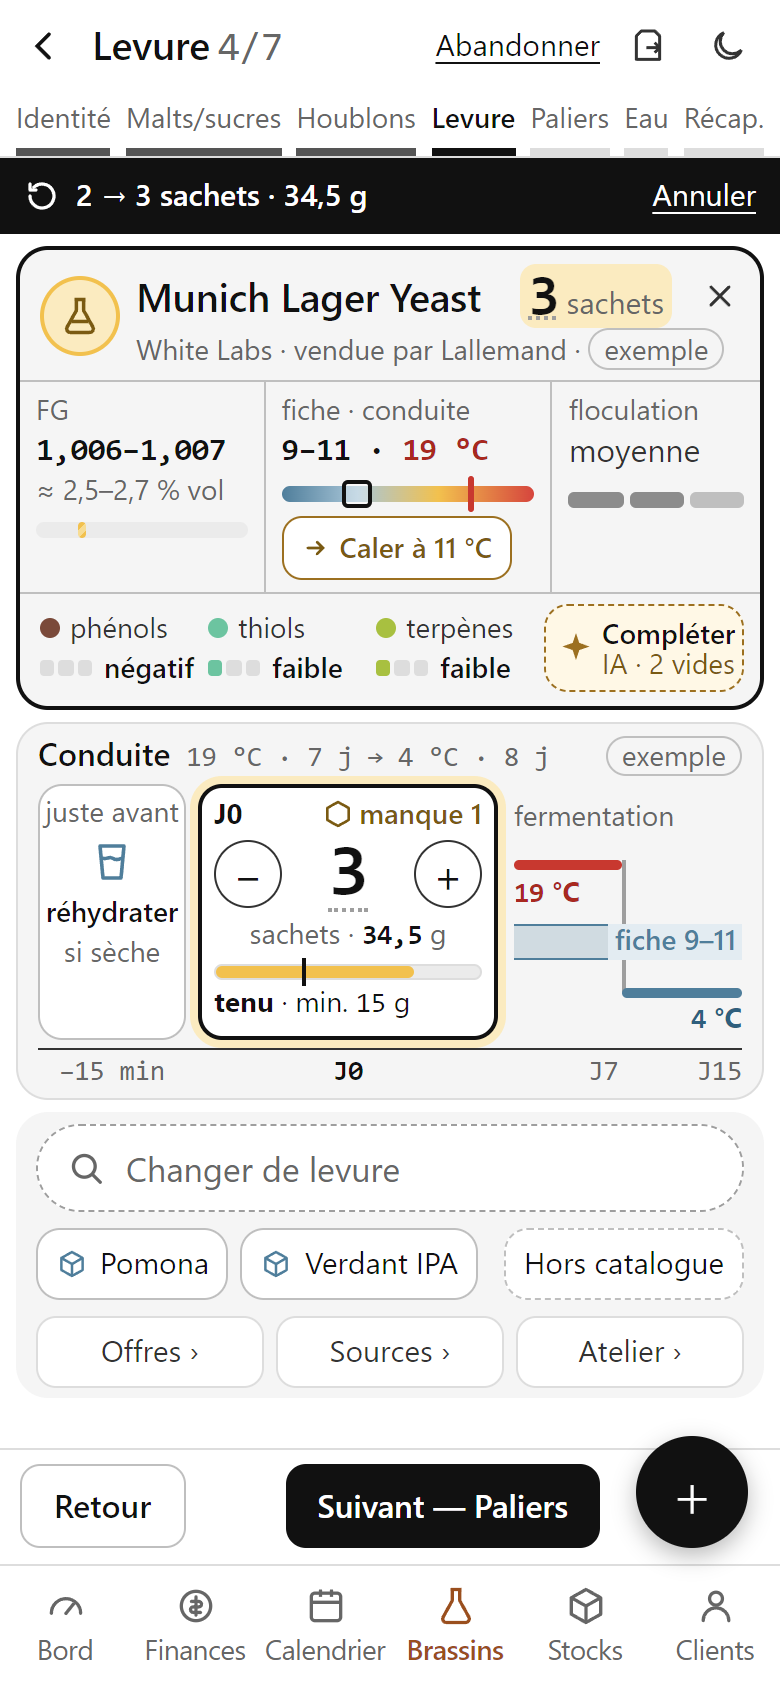 Levure 4/7
Abandonner
Identité Malts/sucres Houblons Levure Paliers Eau Récap.
2 → 3 sachets · 34,5 g
Annuler
Munich Lager Yeast
3 sachets
White Labs · vendue par Lallemand · exemple
FG
1,006–1,007
≈ 2,5–2,7 % vol
fiche · conduite
9–11 · 19 °C
→ Caler à 11 °C
floculation
moyenne
phénols
négatif
thiols
faible
terpènes
faible
Compléter
IA · 2 vides
Conduite 19 °C · 7 j → 4 °C · 8 j
exemple
juste avant
réhydrater
si sèche
J0
manque 1
− 3 +
sachets · 34,5 g
tenu · min. 15 g
fermentation
19 °C
fiche 9–11
4 °C
−15 min J0 J7 J15
Changer de levure
Pomona
Verdant IPA
Hors catalogue
Offres ›
Sources ›
Atelier ›
Retour
Suivant — Paliers
+
Bord Finances Calendrier Brassins Stocks Clients